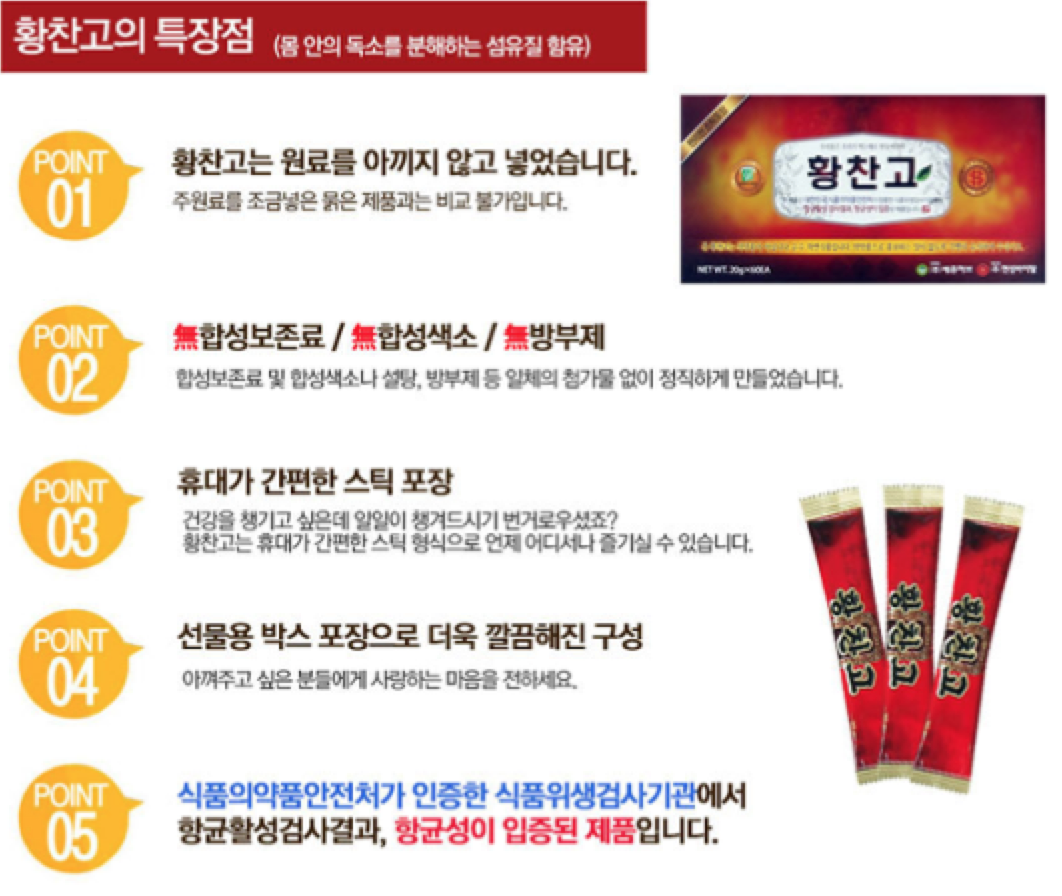 황찬고의 특장점 (몸 안의 독소를 분해하는 섬유질 함유)
POINT
01
황찬고는 원료를 아끼지 않고 넣었습니다.
주원료를 조금넣은 묽은 제품과는 비교 불가입니다.
황찬고
NET WT. 20g×60EA
POINT
02
無합성보존료 / 無합성색소 / 無방부제
합성보존료 및 합성색소나 설탕, 방부제 등 일체의 첨가물 없이 정직하게 만들었습니다.
POINT
03
휴대가 간편한 스틱 포장
건강을 챙기고 싶은데 일일이 챙겨드시기 번거로우셨죠?
황찬고는 휴대가 간편한 스틱 형식으로 언제 어디서나 즐기실 수 있습니다.
황찬고
황찬고
황찬고
POINT
04
선물용 박스 포장으로 더욱 깔끔해진 구성
아껴주고 싶은 분들에게 사랑하는 마음을 전하세요.
POINT
05
식품의약품안전처가 인증한 식품위생검사기관에서
항균활성검사결과, 항균성이 입증된 제품입니다.